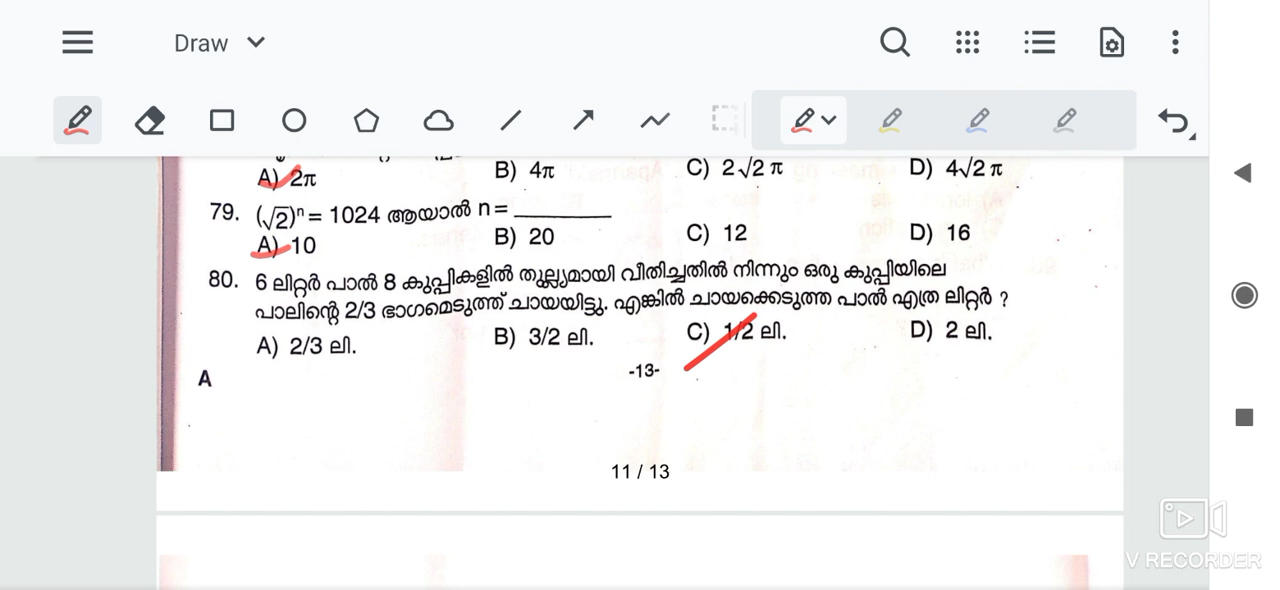 Draw
A) 2π B) 4π C) 2√2 π D) 4√2 π
79. (√2)ⁿ = 1024 ആയാൽ n = ________
A) 10 B) 20 C) 12 D) 16
80. 6 ലിറ്റർ പാൽ 8 കുപ്പികളിൽ തുല്യമായി വീതിച്ചതിൽ നിന്നും ഒരു കുപ്പിയിലെ
പാലിന്റെ 2/3 ഭാഗമെടുത്ത് ചായയിട്ടു. എങ്കിൽ ചായക്കെടുത്ത പാൽ എത്ര ലിറ്റർ ?
A) 2/3 ലി. B) 3/2 ലി. C) 1/2 ലി. D) 2 ലി.
A -13-
11 / 13
V RECORDER